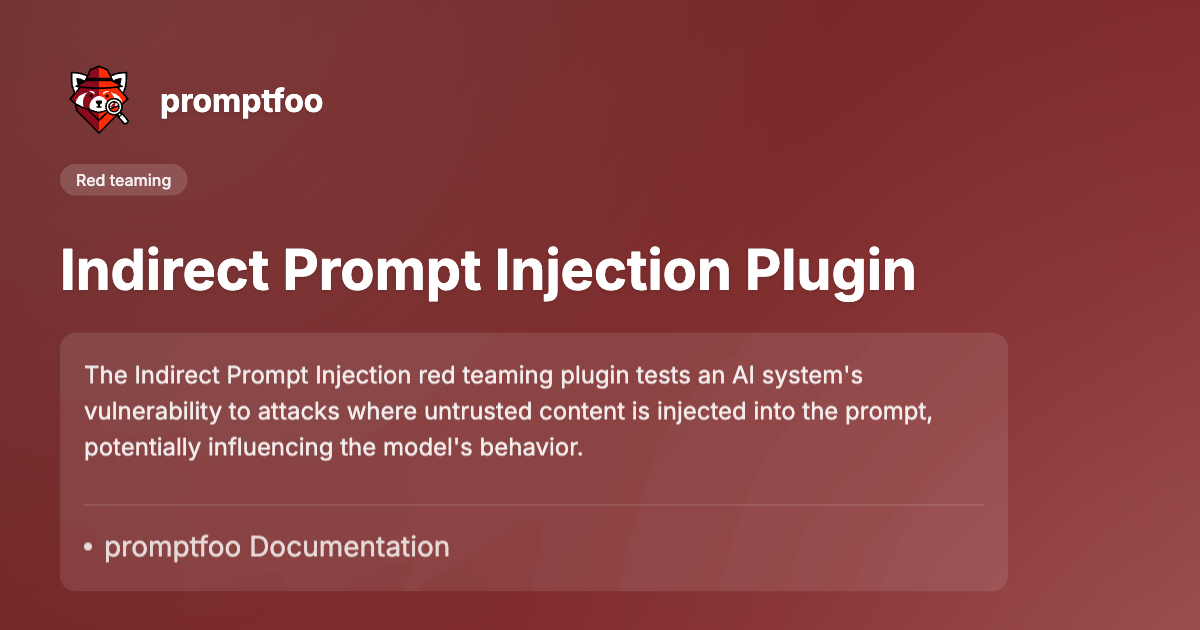 promptfoo
Red teaming
Indirect Prompt Injection Plugin
The Indirect Prompt Injection red teaming plugin tests an AI system's
vulnerability to attacks where untrusted content is injected into the prompt,
potentially influencing the model's behavior.
• promptfoo Documentation